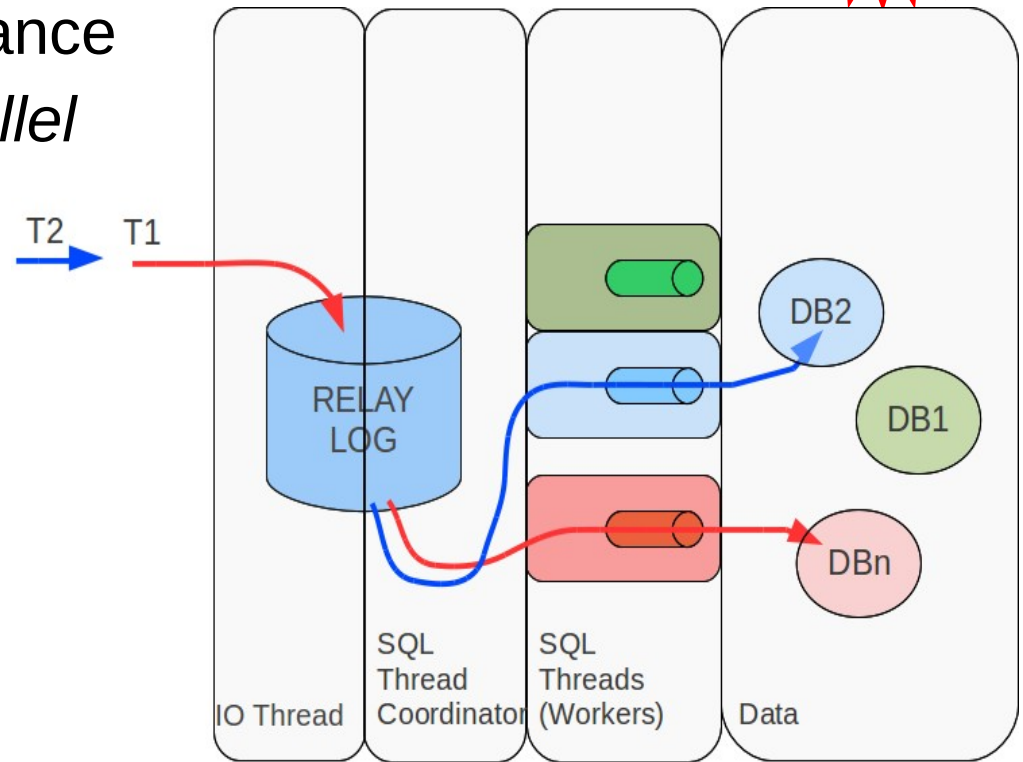 ance
llel
T2
T1
RELAY
LOG
DB2
DB1
DBn
IO Thread
SQL
Thread
Coordinator
SQL
Threads
(Workers)
Data